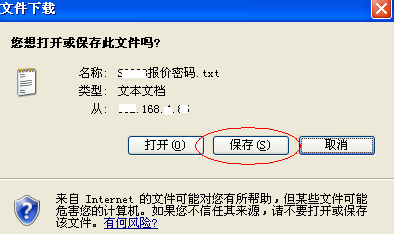 文件下载
您想打开或保存此文件吗?
名称: S报价密码.txt
类型: 文本文档
从: .168.
打开(O)
保存(S)
取消
来自 Internet 的文件可能对您有所帮助，但某些文件可能
危害您的计算机。如果您不信任其来源，请不要打开或保存
该文件。有何风险?